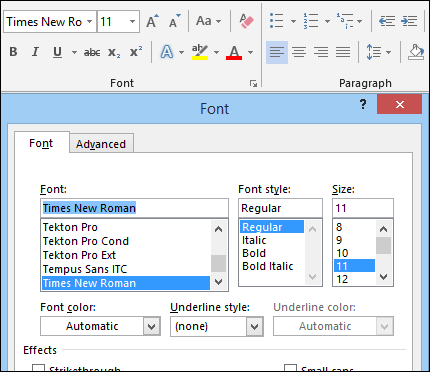 Times New Ro 11 A A Aa A
abc x₂ x² A ab A
Font Paragraph
Font ? ×
Font Advanced
Font: Font style: Size:
Times New Roman Regular 11
Tekton Pro Regular 8
Tekton Pro Cond Italic 9
Tekton Pro Ext Bold 10
Tempus Sans ITC Bold Italic 11
Times New Roman 12
Font color: Underline style: Underline color:
Automatic (none) Automatic
Effects
Strikethrough Small caps